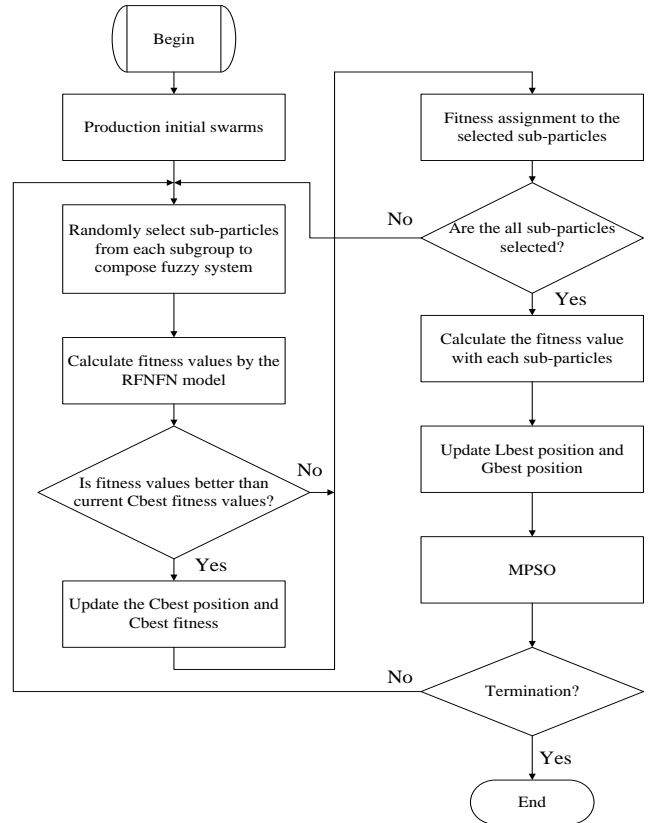 Begin
Production initial swarms
Randomly select sub-particles
from each subgroup to
compose fuzzy system
Calculate fitness values by the
RFNFN model
Is fitness values better than
current Cbest fitness values?
No
Yes
Update the Cbest position and
Cbest fitness
Fitness assignment to the
selected sub-particles
No
Are the all sub-particles
selected?
Yes
Calculate the fitness value
with each sub-particles
Update Lbest position and
Gbest position
MPSO
No
Termination?
Yes
End